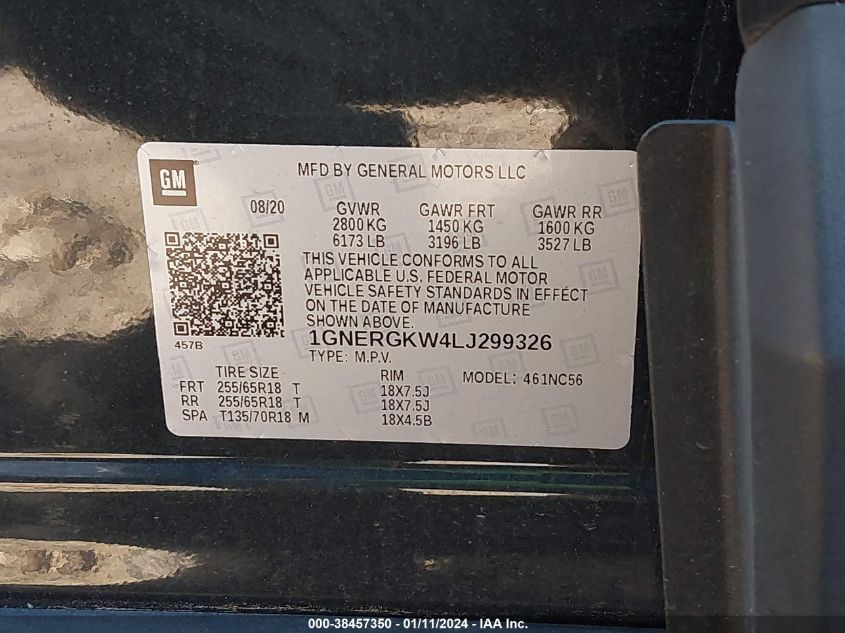 GM
MFD BY GENERAL MOTORS LLC
08/20 GVWR GAWR FRT GAWR RR
2800 KG 1450 KG 1600 KG
6173 LB 3196 LB 3527 LB
THIS VEHICLE CONFORMS TO ALL
APPLICABLE U.S. FEDERAL MOTOR
VEHICLE SAFETY STANDARDS IN EFFECT
ON THE DATE OF MANUFACTURE
SHOWN ABOVE.
457B
1GNERGKW4LJ299326
TYPE: M.P.V.
TIRE SIZE RIM MODEL: 461NC56
FRT 255/65R18 T 18X7.5J
RR 255/65R18 T 18X7.5J
SPA T135/70R18 M 18X4.5B
000-38457350 - 01/11/2024 - IAA Inc.